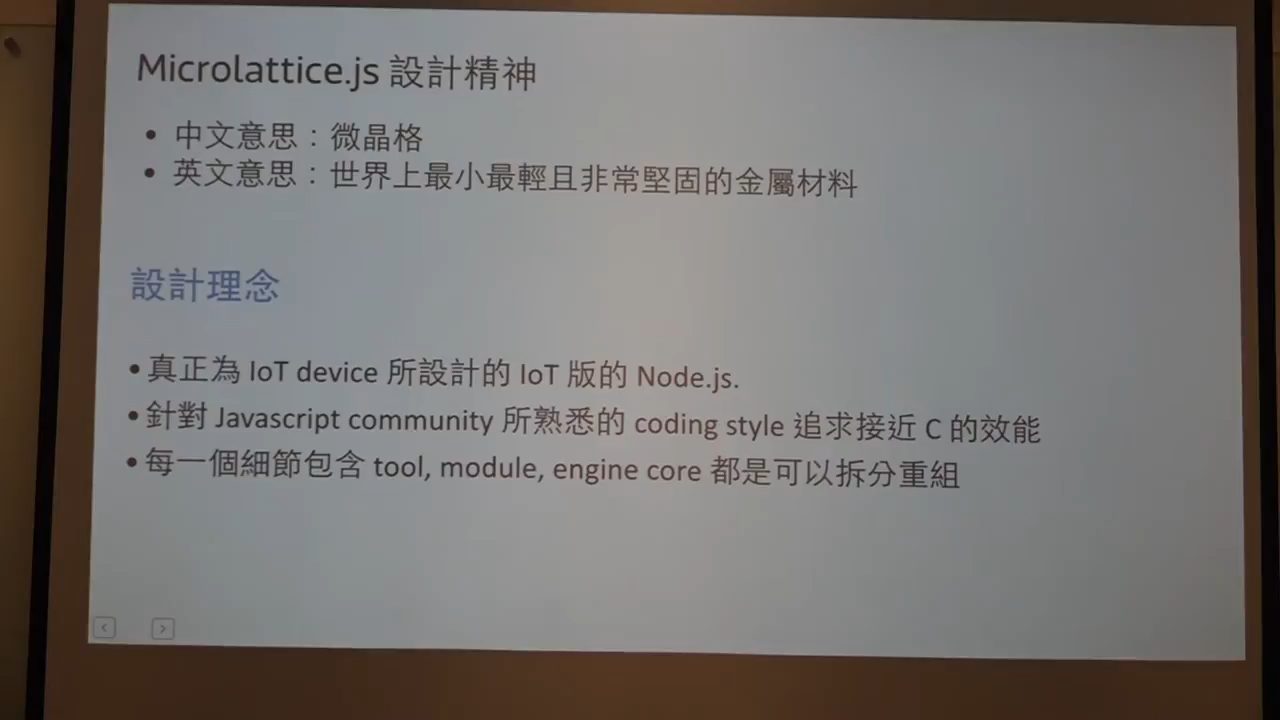 Microlattice.js 設計精神
• 中文意思：微晶格
• 英文意思：世界上最小最輕且非常堅固的金屬材料
設計理念
• 真正為 IoT device 所設計的 IoT 版的 Node.js.
• 針對 Javascript community 所熟悉的 coding style 追求接近 C 的效能
• 每一個細節包含 tool, module, engine core 都是可以拆分重組